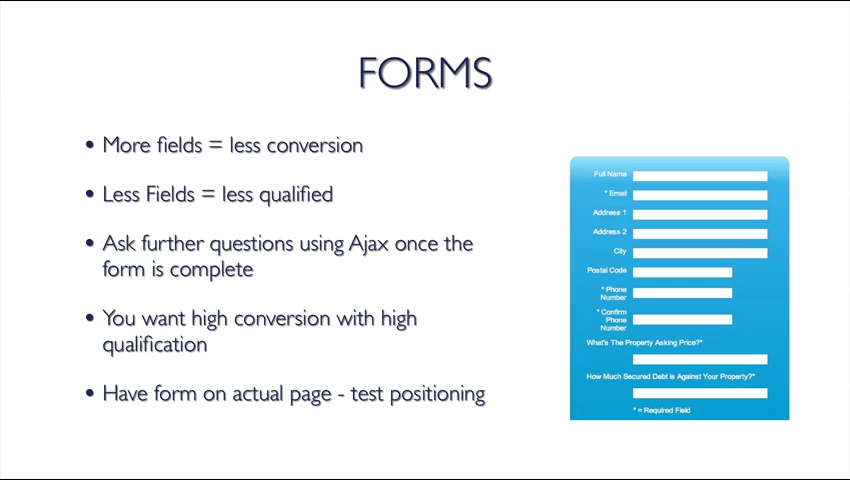 FORMS
• More fields = less conversion
• Less Fields = less qualified
• Ask further questions using Ajax once the
form is complete
• You want high conversion with high
qualification
• Have form on actual page - test positioning
Full Name
* Email
Address 1
Address 2
City
Postal Code
* Phone
Number
* Confirm
Phone
Number
What's The Property Asking Price?*
How Much Secured Debt is Against Your Property?*
* = Required Field